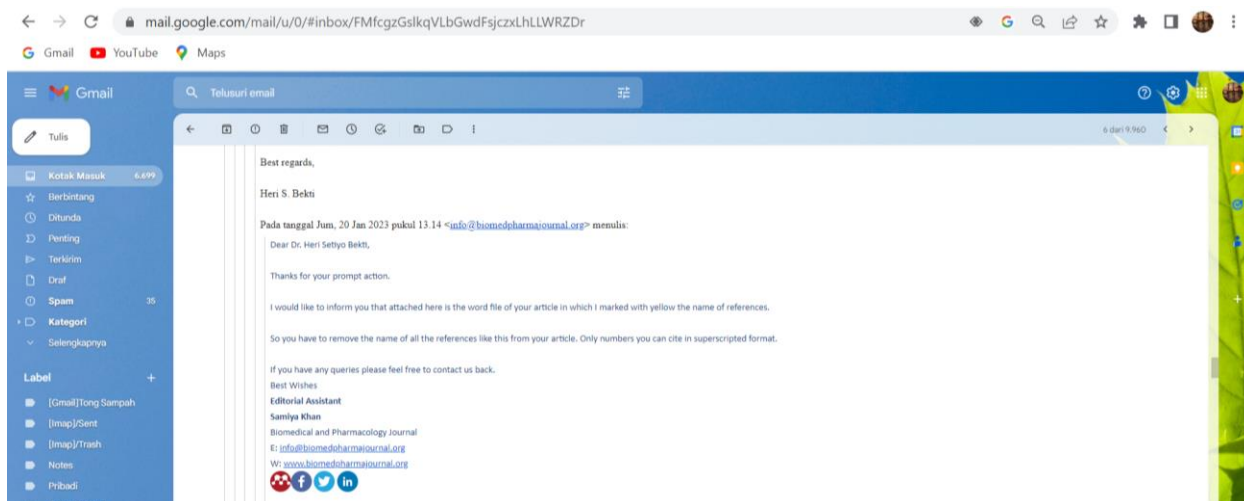 mail.google.com/mail/u/0/#inbox/FMfcgzGslkqVLbGwdFsjczxLhLLWRZDr
G Gmail YouTube Maps
Gmail
Telusuri email
Tulis
6 dari 9.960
Kotak Masuk 6.699
Berbintang
Ditunda
Penting
Terkirim
Draf
Spam 35
Kategori
Selengkapnya
Label
[Gmail]Tong Sampah
[Imap]/Sent
[Imap]/Trash
Notes
Pribadi
Best regards,
Heri S. Bekti
Pada tanggal Jum, 20 Jan 2023 pukul 13.14 <info@biomedpharmajournal.org> menulis:
Dear Dr. Heri Setiyo Bekti,
Thanks for your prompt action.
I would like to inform you that attached here is the word file of your article in which I marked with yellow the name of references.
So you have to remove the name of all the references like this from your article. Only numbers you can cite in superscripted format.
If you have any queries please feel free to contact us back.
Best Wishes
Editorial Assistant
Samiya Khan
Biomedical and Pharmacology Journal
E: info@biomedpharmajournal.org
W: www.biomedpharmajournal.org